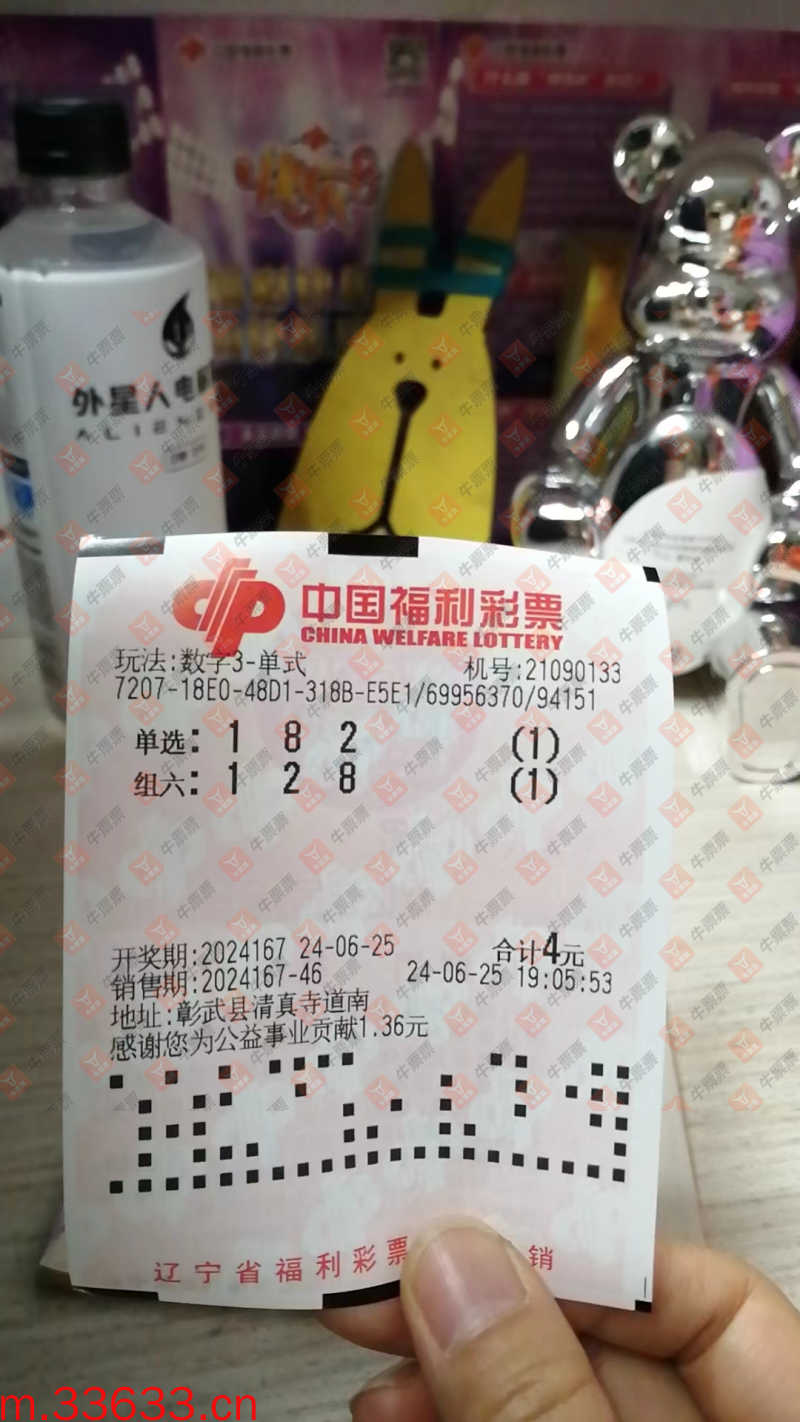 外星人电
ALIEN
中国福利彩票
CHINA WELFARE LOTTERY
玩法:数字3-单式 机号:21090133
7207-18E0-48D1-318B-E5E1/69956370/94151
单选: 1 8 2 (1)
组六: 1 2 8 (1)
开奖期:2024167 24-06-25 合计4元
销售期:2024167-46 24-06-25 19:05:53
地址:彰武县清真寺道南
感谢您为公益事业贡献1.36元
辽宁省福利彩票 销
牛票票
m.33633.cn